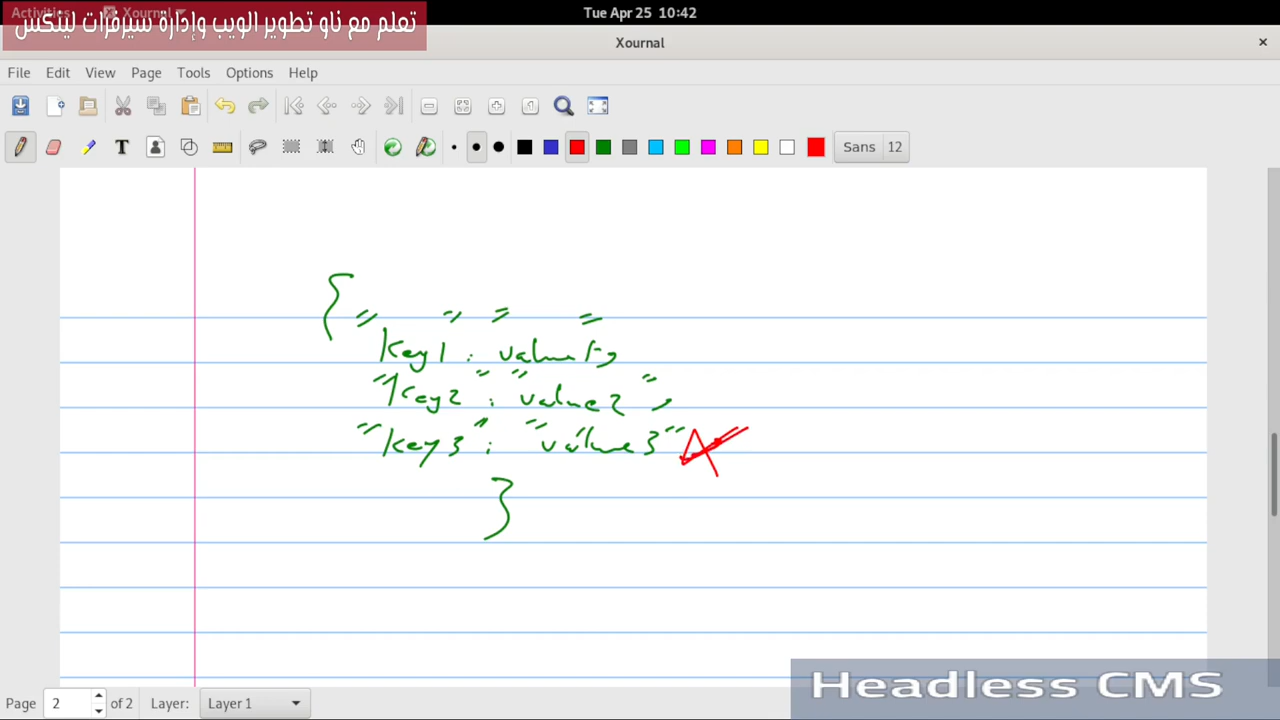 Activities Xournal Tue Apr 25 10:42
تعلم مع ناو تطوير الويب وإدارة سيرفرات لينكس
Xournal ×
File Edit View Page Tools Options Help
T Sans 12
{
"key1": "value1",
"key2": "value2",
"key3": "value3"
}
Headless CMS
Page 2 of 2 Layer: Layer 1